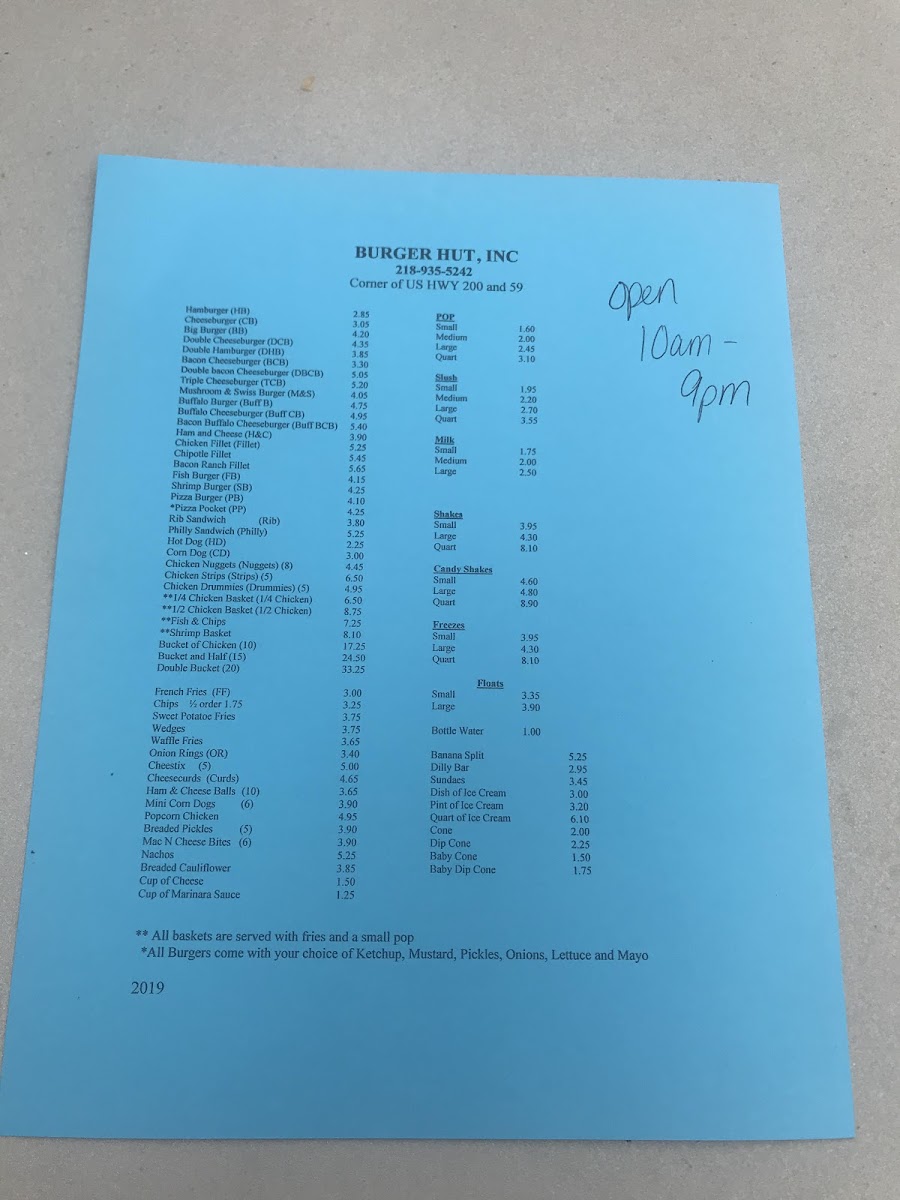 BURGER HUT, INC
218-935-5242
Corner of US HWY 200 and 59
open
10am -
9pm
Hamburger (HB) 2.85
Cheeseburger (CB) 3.05
Big Burger (BB) 4.20
Double Cheeseburger (DCB) 4.35
Double Hamburger (DHB) 3.85
Bacon Cheeseburger (BCB) 3.30
Double bacon Cheeseburger (DBCB) 5.05
Triple Cheeseburger (TCB) 5.20
Mushroom & Swiss Burger (M&S) 4.05
Buffalo Burger (Buff B) 4.75
Buffalo Cheeseburger (Buff CB) 4.95
Bacon Buffalo Cheeseburger (Buff BCB) 5.40
Ham and Cheese (H&C) 3.90
Chicken Fillet (Fillet) 5.25
Chipotle Fillet 5.45
Bacon Ranch Fillet 5.65
Fish Burger (FB) 4.15
Shrimp Burger (SB) 4.25
Pizza Burger (PB) 4.10
*Pizza Pocket (PP) 4.25
Rib Sandwich (Rib) 3.80
Philly Sandwich (Philly) 5.25
Hot Dog (HD) 2.25
Corn Dog (CD) 3.00
Chicken Nuggets (Nuggets) (8) 4.45
Chicken Strips (Strips) (5) 6.50
Chicken Drummies (Drummies) (5) 4.95
**1/4 Chicken Basket (1/4 Chicken) 6.50
**1/2 Chicken Basket (1/2 Chicken) 8.75
**Fish & Chips 7.25
**Shrimp Basket 8.10
Bucket of Chicken (10) 17.25
Bucket and Half (15) 24.50
Double Bucket (20) 33.25
French Fries (FF) 3.00
Chips ½ order 1.75 3.25
Sweet Potatoe Fries 3.75
Wedges 3.75
Waffle Fries 3.65
Onion Rings (OR) 3.40
Cheestix (5) 5.00
Cheesecurds (Curds) 4.65
Ham & Cheese Balls (10) 3.65
Mini Corn Dogs (6) 3.90
Popcorn Chicken 4.95
Breaded Pickles (5) 3.90
Mac N Cheese Bites (6) 3.90
Nachos 5.25
Breaded Cauliflower 3.85
Cup of Cheese 1.50
Cup of Marinara Sauce 1.25
POP
Small 1.60
Medium 2.00
Large 2.45
Quart 3.10
Slush
Small 1.95
Medium 2.20
Large 2.70
Quart 3.55
Milk
Small 1.75
Medium 2.00
Large 2.50
Shakes
Small 3.95
Large 4.30
Quart 8.10
Candy Shakes
Small 4.60
Large 4.80
Quart 8.90
Freezes
Small 3.95
Large 4.30
Quart 8.10
Floats
Small 3.35
Large 3.90
Bottle Water 1.00
Banana Split 5.25
Dilly Bar 2.95
Sundaes 3.45
Dish of Ice Cream 3.00
Pint of Ice Cream 3.20
Quart of Ice Cream 6.10
Cone 2.00
Dip Cone 2.25
Baby Cone 1.50
Baby Dip Cone 1.75
** All baskets are served with fries and a small pop
*All Burgers come with your choice of Ketchup, Mustard, Pickles, Onions, Lettuce and Mayo
2019